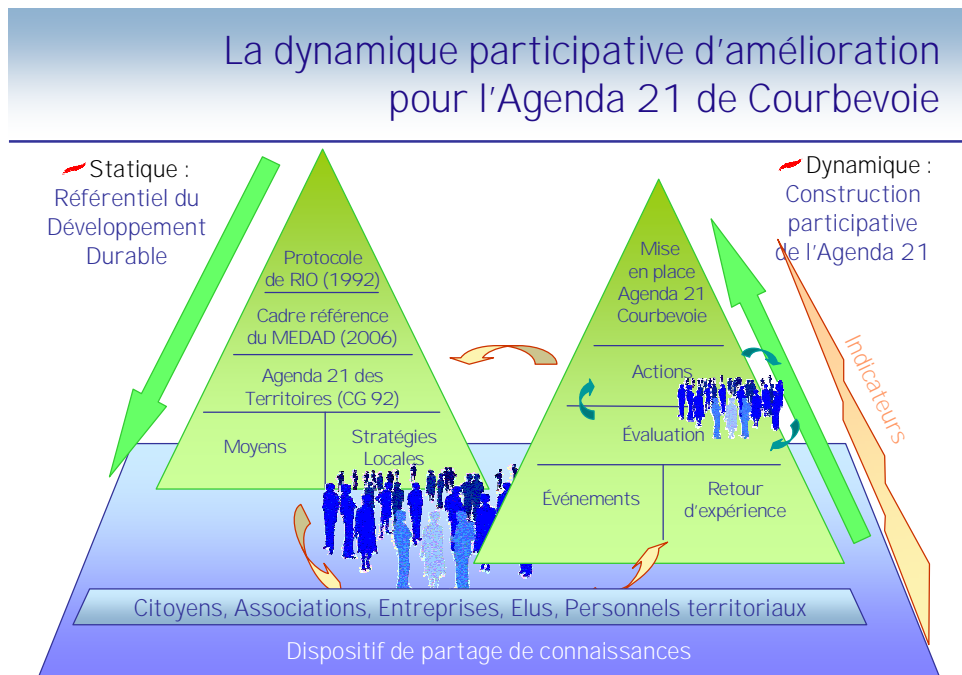 La dynamique participative d'amélioration
pour l'Agenda 21 de Courbevoie
Statique :
Référentiel du
Développement
Durable
Protocole
de RIO (1992)
Cadre référence
du MEDAD (2006)
Agenda 21 des
Territoires (CG 92)
Moyens
Stratégies
Locales
Dynamique :
Construction
participative
de l'Agenda 21
Mise
en place
Agenda 21
Courbevoie
Actions
Évaluation
Événements
Retour
d'expérience
Indicateurs
Citoyens, Associations, Entreprises, Elus, Personnels territoriaux
Dispositif de partage de connaissances